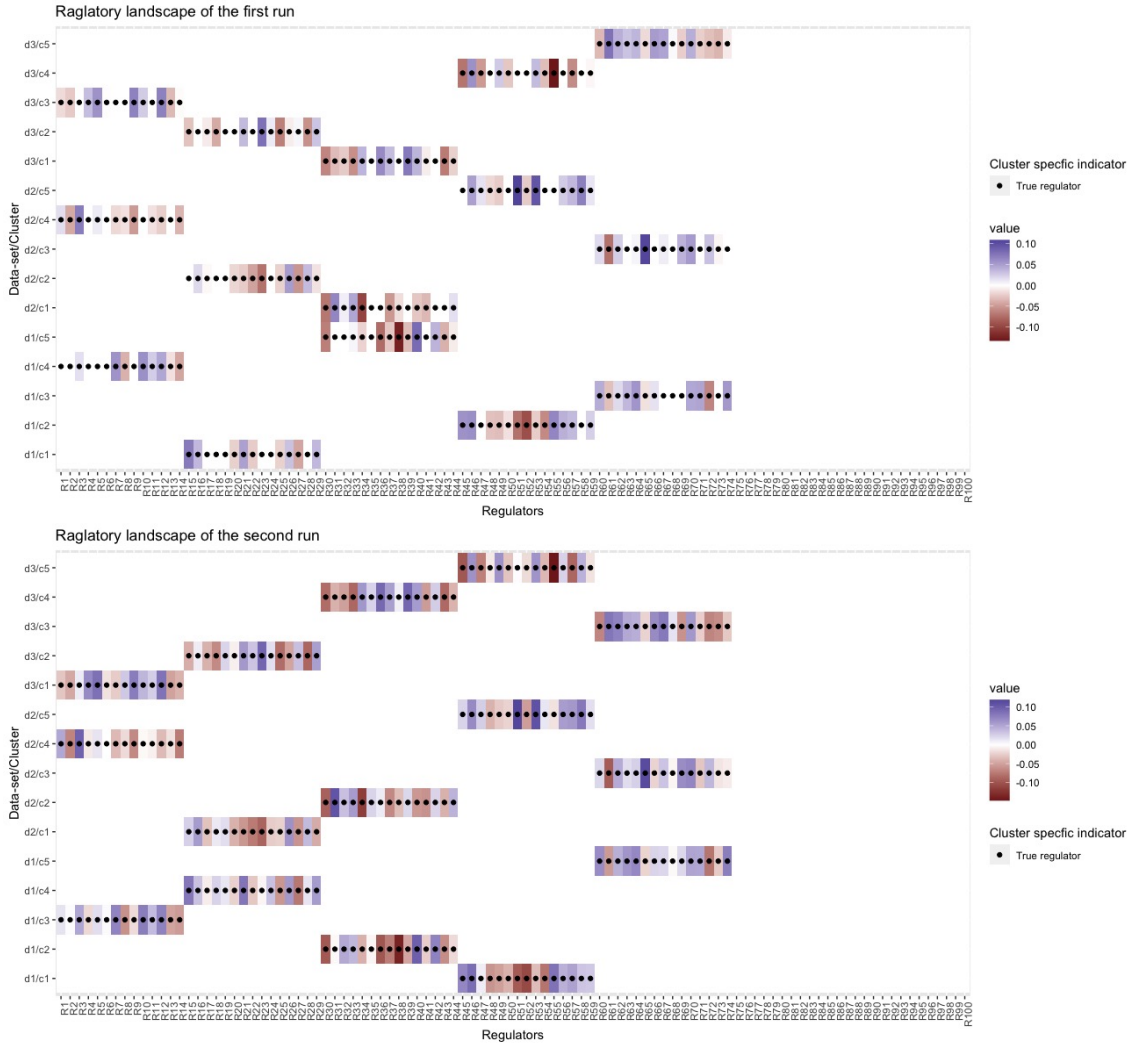 Raglatory landscape of the first run
Data-set/Cluster
d3/c5
d3/c4
d3/c3
d3/c2
d3/c1
d2/c5
d2/c4
d2/c3
d2/c2
d2/c1
d1/c5
d1/c4
d1/c3
d1/c2
d1/c1
R1 R2 R3 R4 R5 R6 R7 R8 R9 R10 R11 R12 R13 R14 R15 R16 R17 R18 R19 R20 R21 R22 R23 R24 R25 R26 R27 R28 R29 R30 R31 R32 R33 R34 R35 R36 R37 R38 R39 R40 R41 R42 R43 R44 R45 R46 R47 R48 R49 R50 R51 R52 R53 R54 R55 R56 R57 R58 R59 R60 R61 R62 R63 R64 R65 R66 R67 R68 R69 R70 R71 R72 R73 R74 R75 R76 R77 R78 R79 R80 R81 R82 R83 R84 R85 R86 R87 R88 R89 R90 R91 R92 R93 R94 R95 R96 R97 R98 R99 R100
Regulators
Cluster specfic indicator
True regulator
value
0.10
0.05
0.00
-0.05
-0.10
Raglatory landscape of the second run
Data-set/Cluster
d3/c5
d3/c4
d3/c3
d3/c2
d3/c1
d2/c5
d2/c4
d2/c3
d2/c2
d2/c1
d1/c5
d1/c4
d1/c3
d1/c2
d1/c1
R1 R2 R3 R4 R5 R6 R7 R8 R9 R10 R11 R12 R13 R14 R15 R16 R17 R18 R19 R20 R21 R22 R23 R24 R25 R26 R27 R28 R29 R30 R31 R32 R33 R34 R35 R36 R37 R38 R39 R40 R41 R42 R43 R44 R45 R46 R47 R48 R49 R50 R51 R52 R53 R54 R55 R56 R57 R58 R59 R60 R61 R62 R63 R64 R65 R66 R67 R68 R69 R70 R71 R72 R73 R74 R75 R76 R77 R78 R79 R80 R81 R82 R83 R84 R85 R86 R87 R88 R89 R90 R91 R92 R93 R94 R95 R96 R97 R98 R99 R100
Regulators
value
0.10
0.05
0.00
-0.05
-0.10
Cluster specfic indicator
True regulator